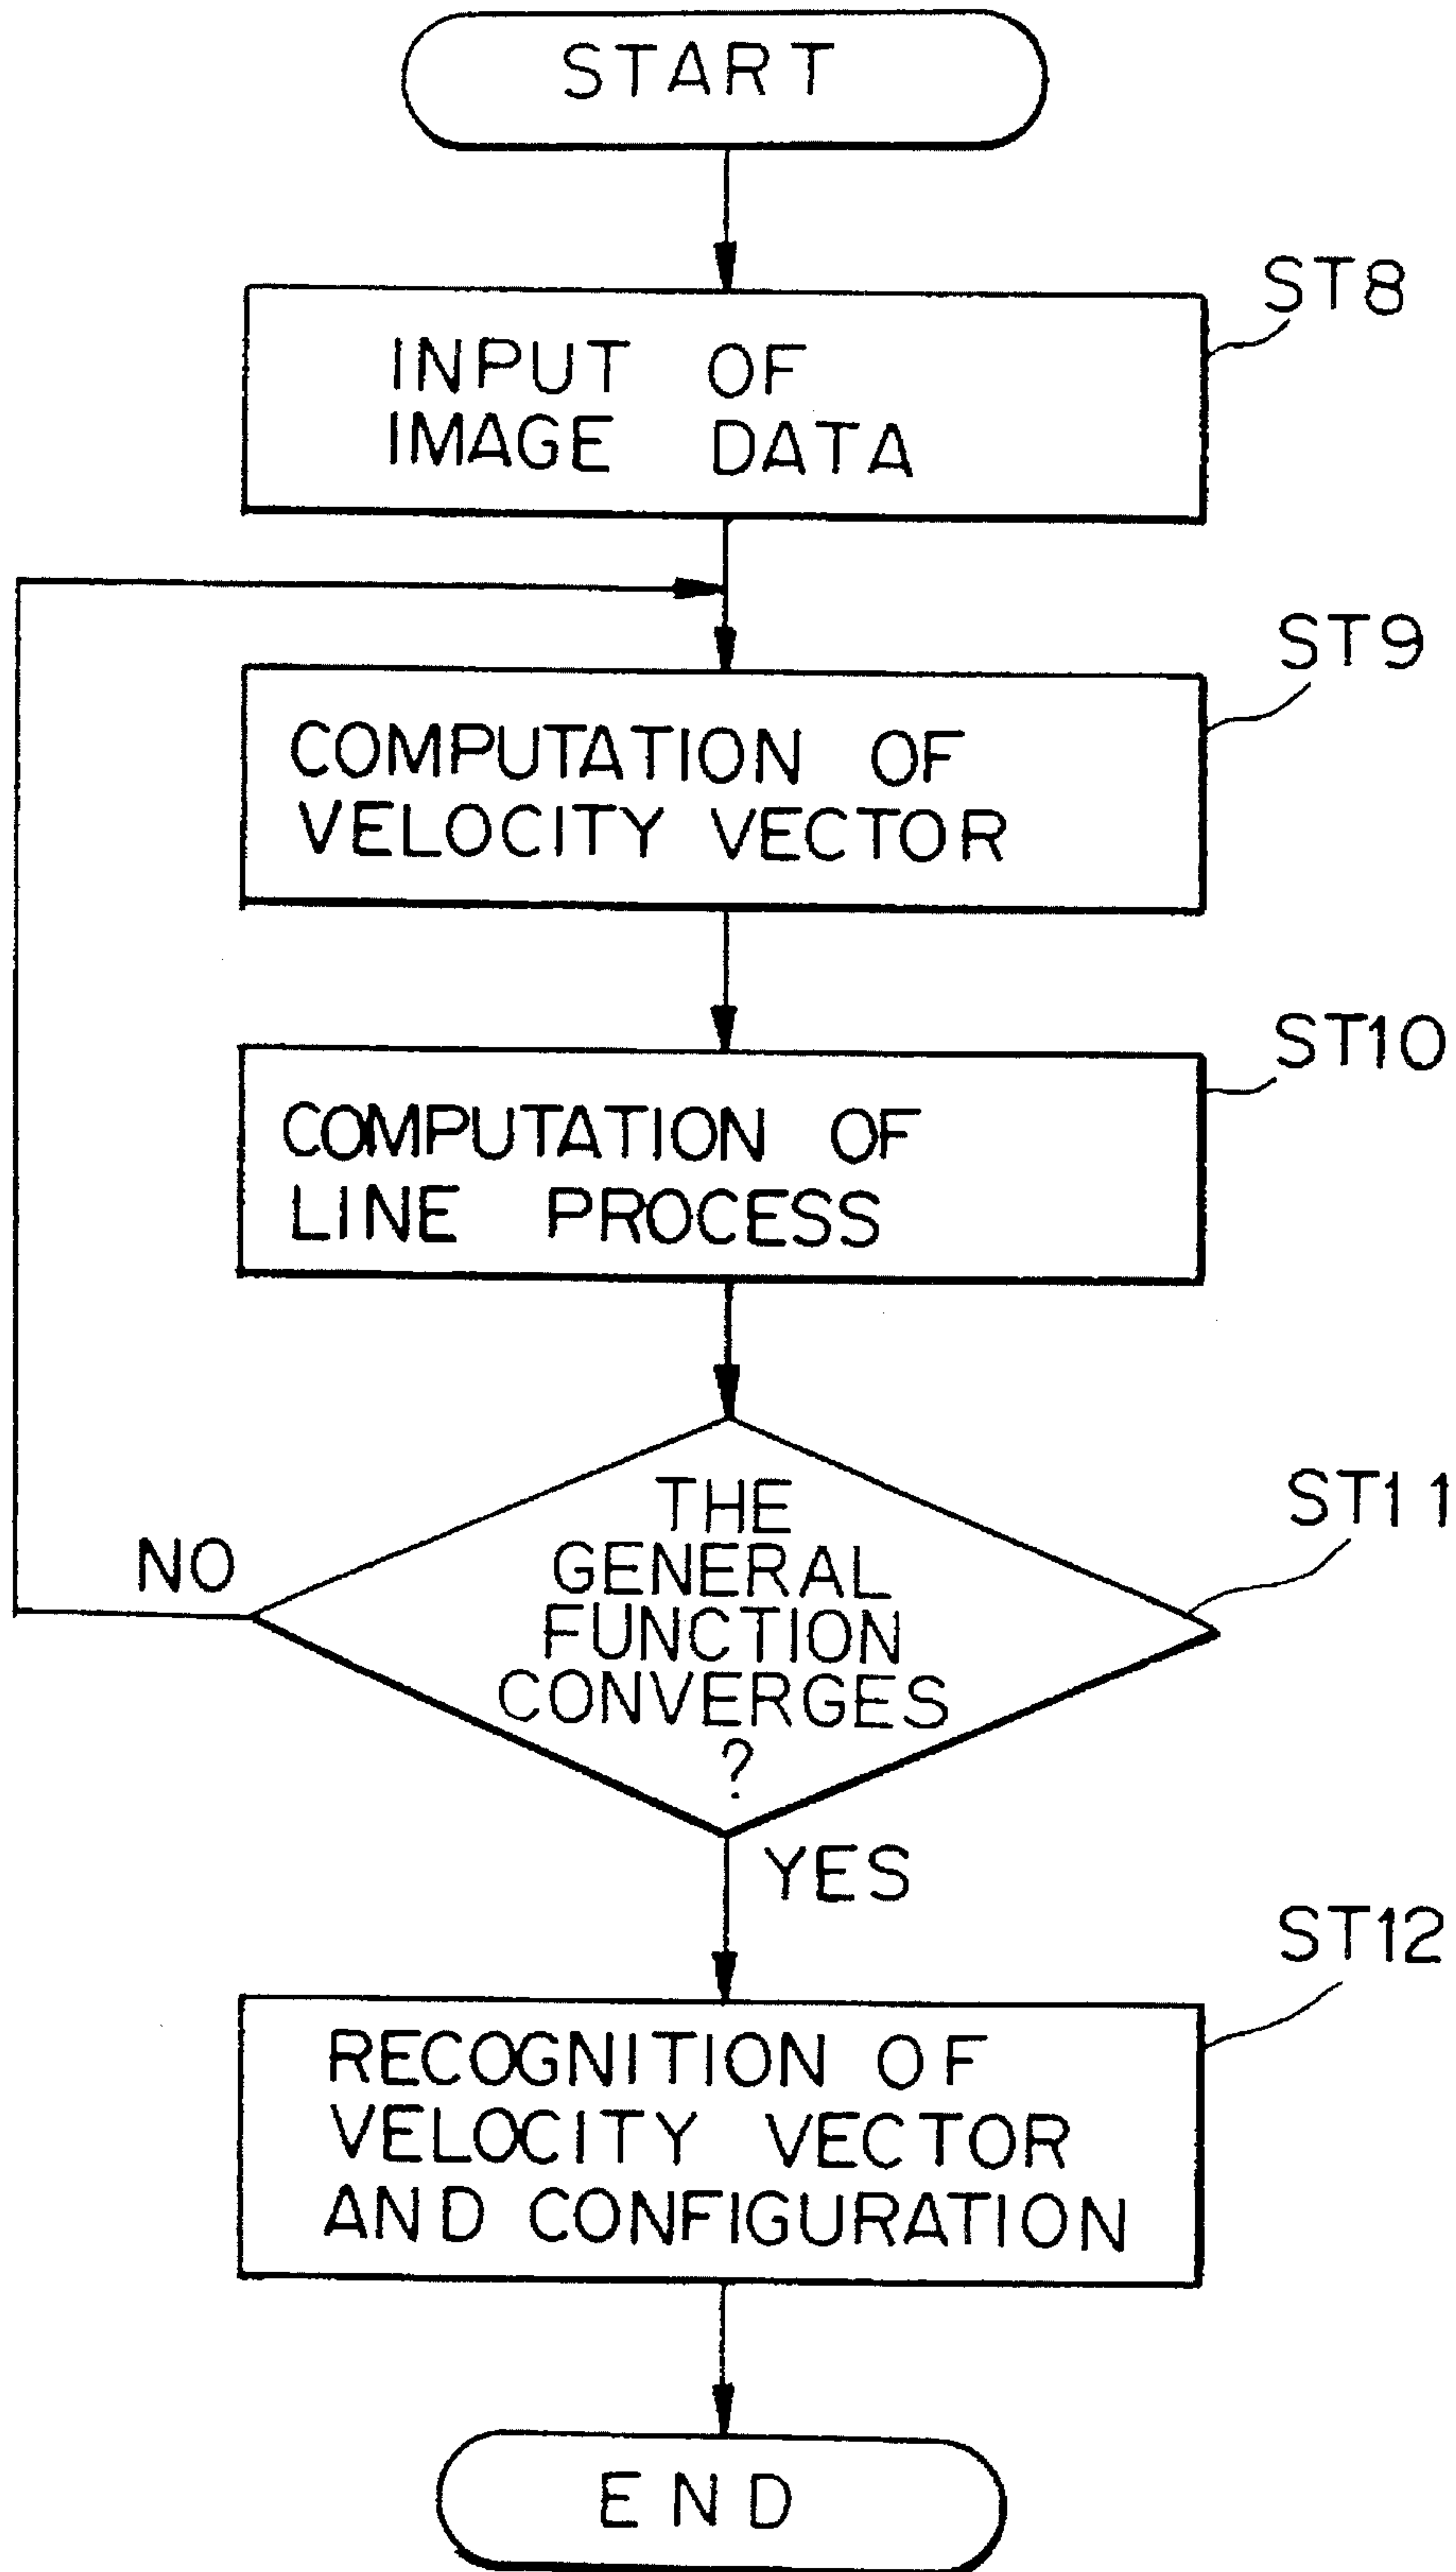 START
ST8
INPUT OF
IMAGE DATA
ST9
COMPUTATION OF
VELOCITY VECTOR
ST10
COMPUTATION OF
LINE PROCESS
ST11
THE
GENERAL
FUNCTION
CONVERGES
?
NO
YES
ST12
RECOGNITION OF
VELOCITY VECTOR
AND CONFIGURATION
END